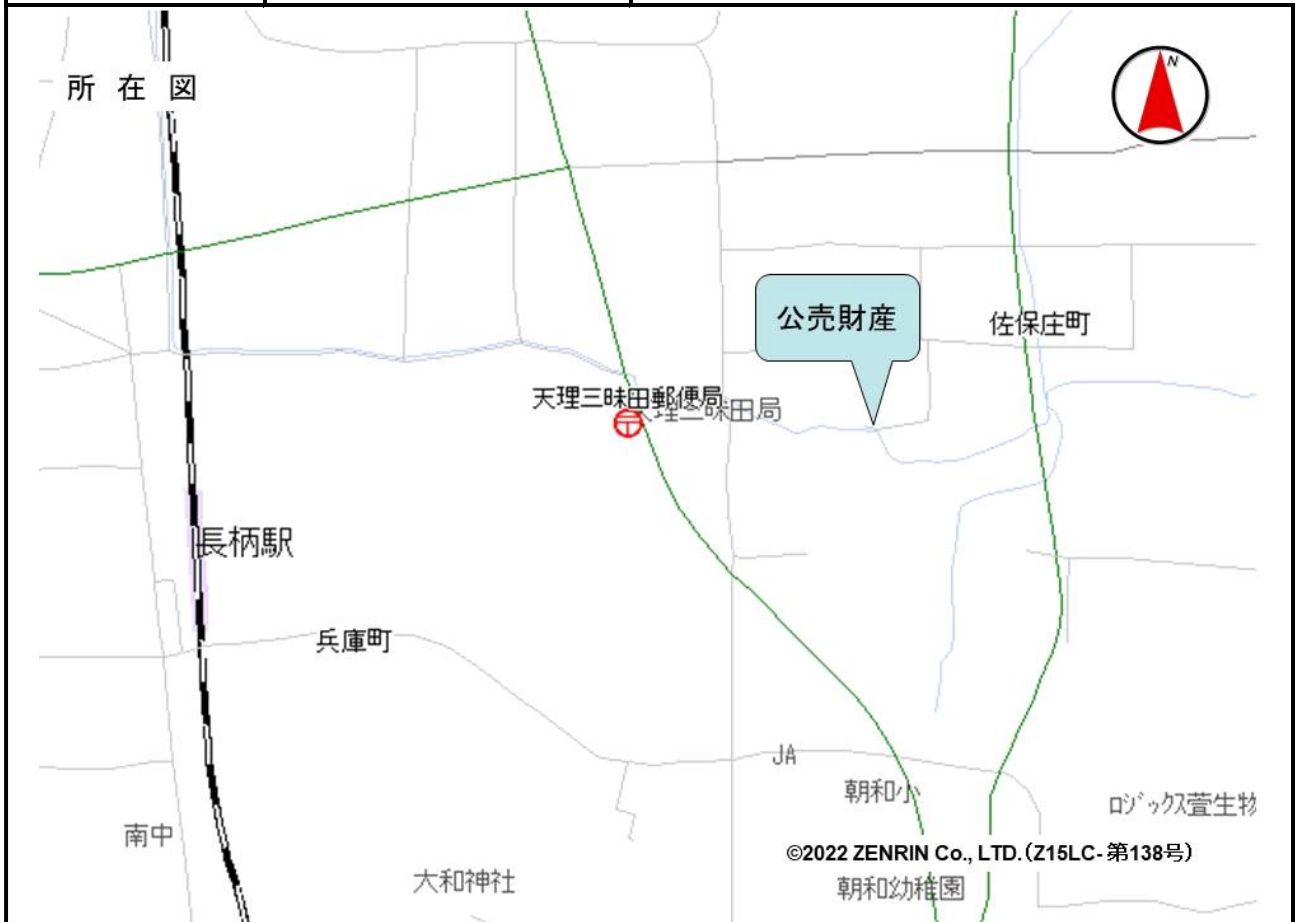 所在図
N
公売財産
佐保庄町
天理三昧田郵便局
天理三昧田局
長柄駅
兵庫町
JA
朝和小
ロジックス萱生物
南中
©2022 ZENRIN Co., LTD.(Z15LC-第138号)
大和神社
朝和幼稚園